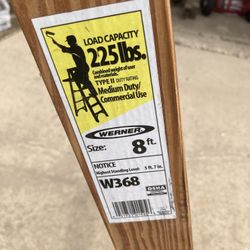 LOAD CAPACITY
225 lbs.
Combined weight of user
and materials.
TYPE II DUTY RATING
Medium Duty/
Commercial Use
WERNER
Size: 8 ft.
NOTICE
Highest Standing Level: 5 ft. 7 in.
W368
OSHA